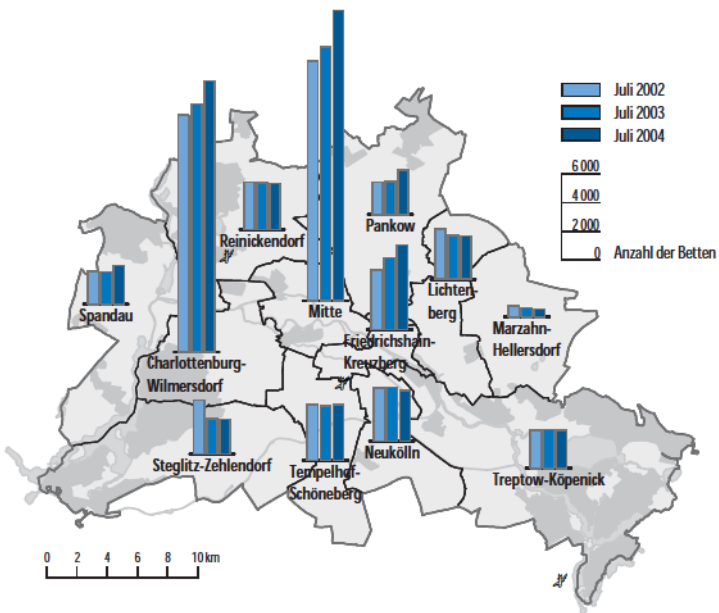 Juli 2002
Juli 2003
Juli 2004
6 000
4 000
2 000
0 Anzahl der Betten
Reinickendorf
Pankow
Spandau
Mitte
Lichten-
berg
Marzahn-
Hellersdorf
Charlottenburg-
Wilmersdorf
Friedrichshain-
Kreuzberg
Steglitz-Zehlendorf
Tempelhof-
Schöneberg
Neukölln
Treptow-Köpenick
0 2 4 6 8 10 km